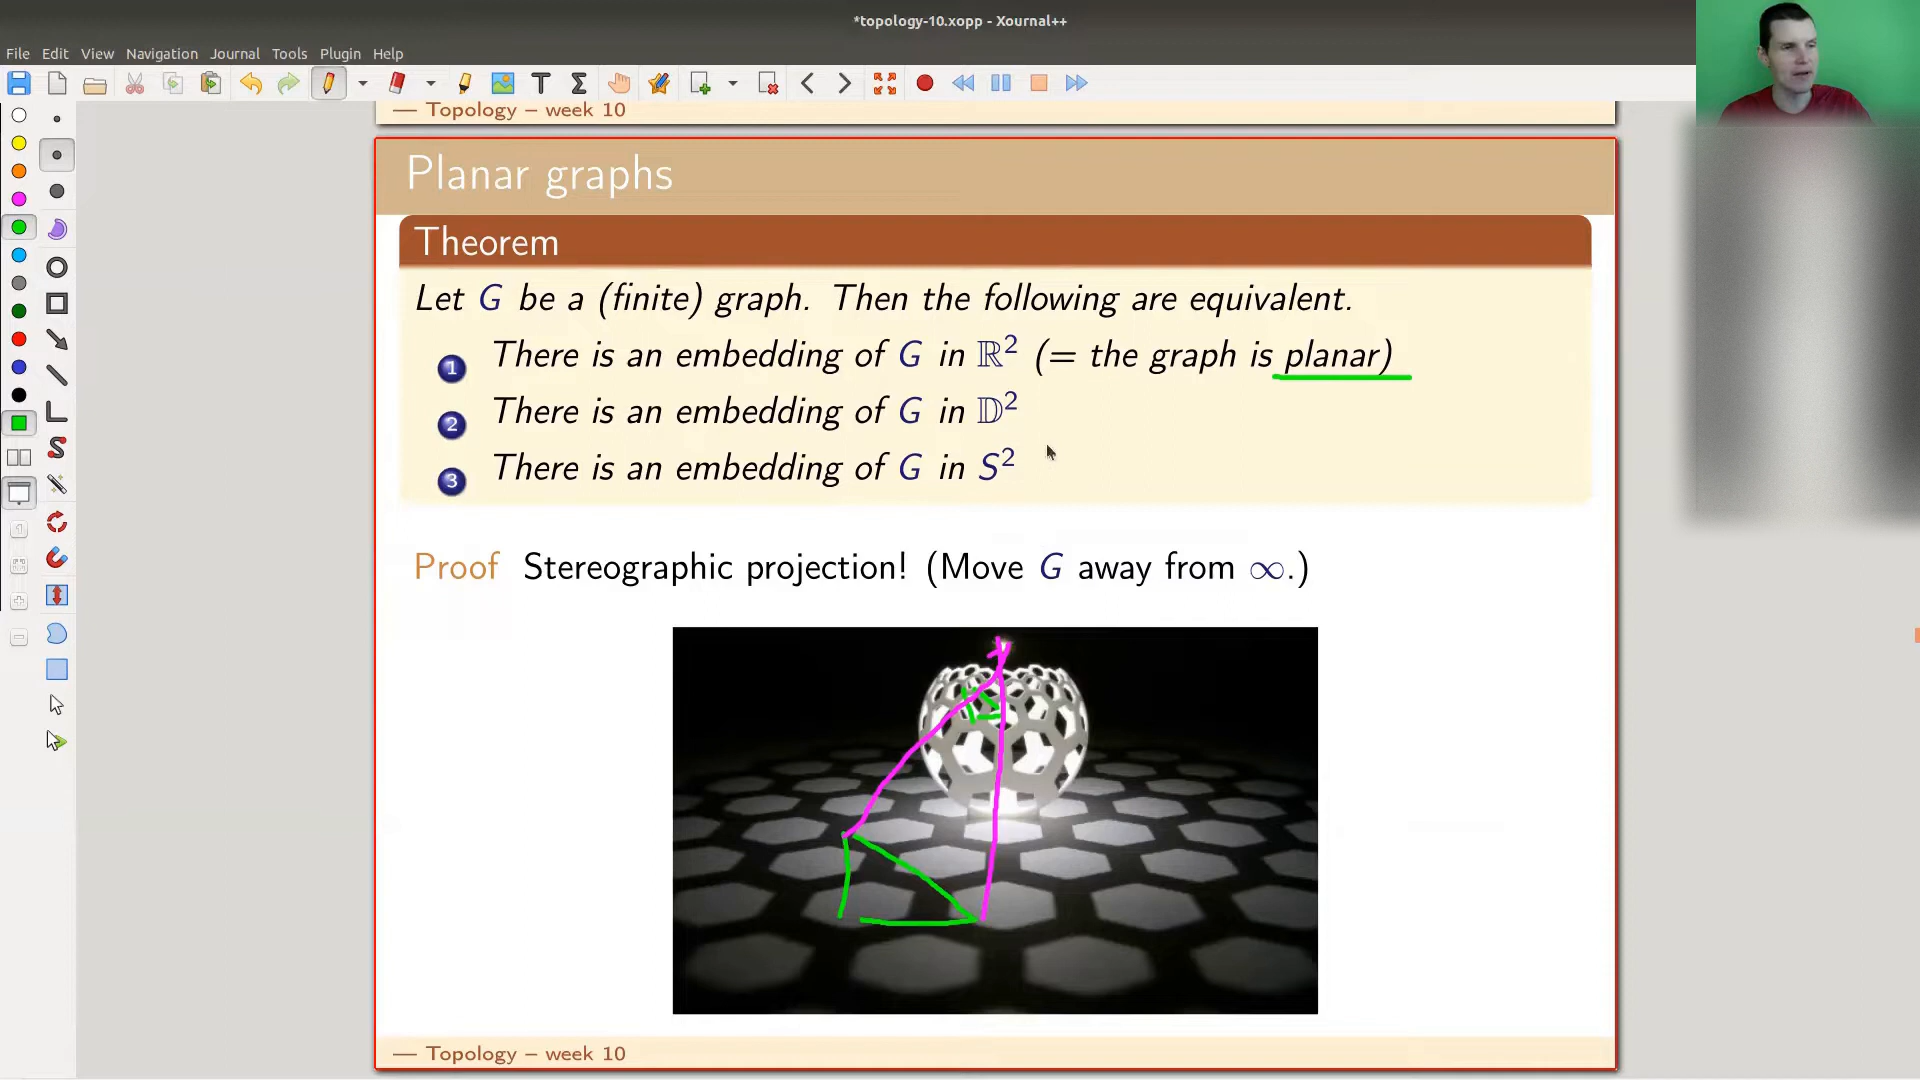 *topology-10.xopp - Xournal++
File Edit View Navigation Journal Tools Plugin Help
— Topology – week 10
Planar graphs
Theorem
Let G be a (finite) graph. Then the following are equivalent.
1 There is an embedding of G in ℝ² (= the graph is planar)
2 There is an embedding of G in 𝔻²
3 There is an embedding of G in S²
Proof Stereographic projection! (Move G away from ∞.)
— Topology – week 10